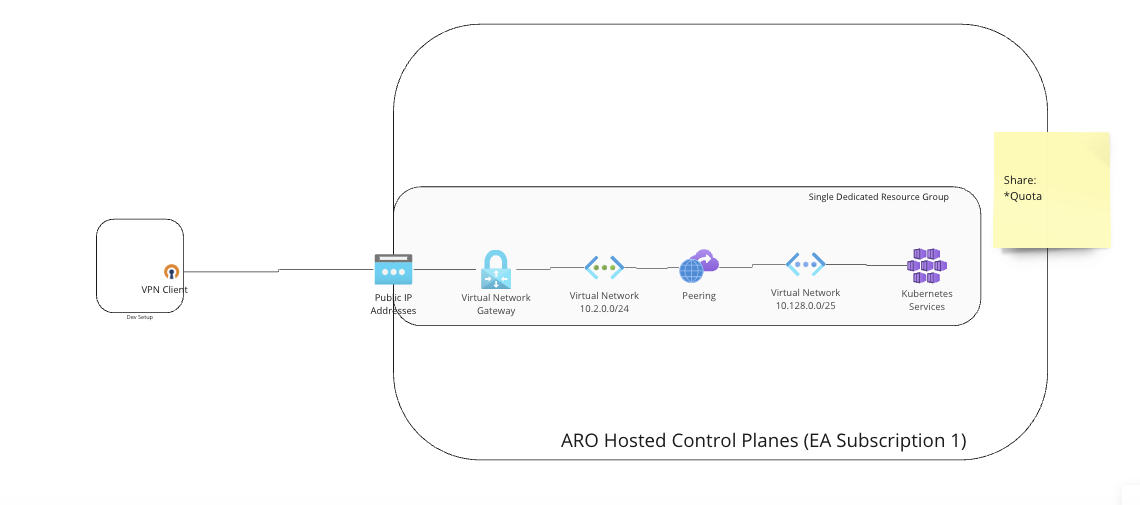 Share:
*Quota
Single Dedicated Resource Group
VPN Client
Dev Setup
Public IP
Addresses
Virtual Network
Gateway
Virtual Network
10.2.0.0/24
Peering
Virtual Network
10.128.0.0/25
Kubernetes
Services
ARO Hosted Control Planes (EA Subscription 1)